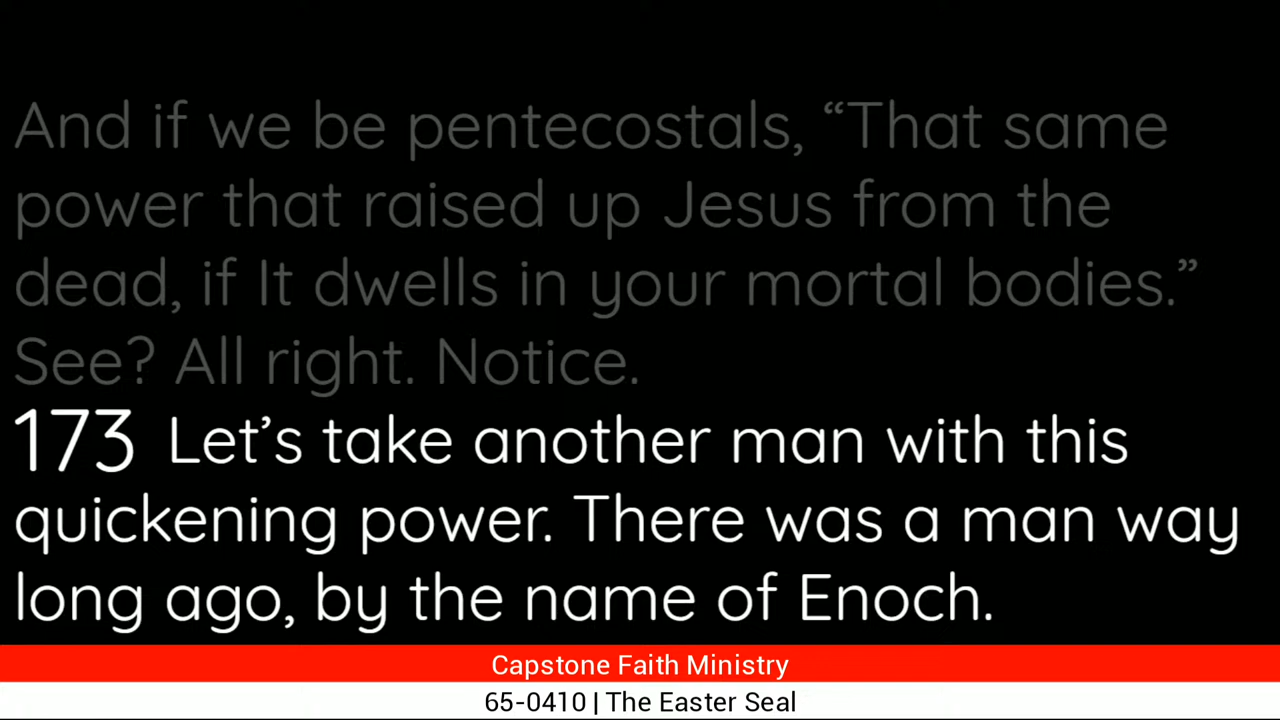 And if we be pentecostals, “That same
power that raised up Jesus from the
dead, if It dwells in your mortal bodies.”
See? All right. Notice.
173 Let’s take another man with this
quickening power. There was a man way
long ago, by the name of Enoch.
Capstone Faith Ministry
65-0410 | The Easter Seal